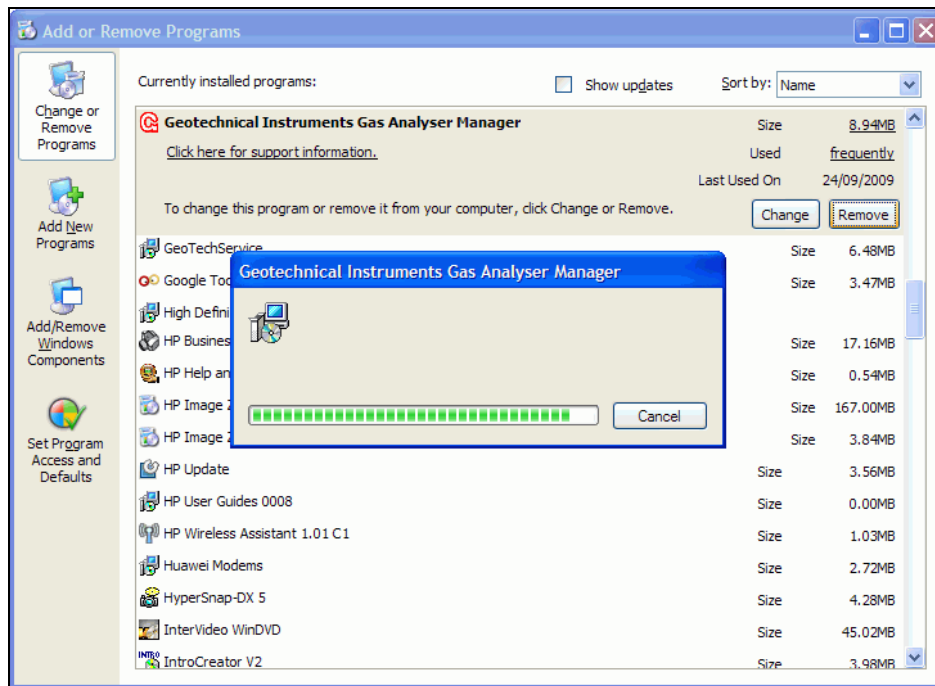 Add or Remove Programs
Change or
Remove
Programs
Add New
Programs
Add/Remove
Windows
Components
Set Program
Access and
Defaults
Currently installed programs:
Show updates
Sort by: Name
Geotechnical Instruments Gas Analyser Manager
Size 8.94MB
Click here for support information.
Used frequently
Last Used On 24/09/2009
To change this program or remove it from your computer, click Change or Remove.
Change Remove
GeoTechService Size 6.48MB
Google Size 3.47MB
High
HP Size 17.16MB
HP Help Size 0.54MB
HP Image Size 167.00MB
HP Image Size 3.84MB
HP Update Size 3.56MB
HP User Guides 0008 Size 0.00MB
HP Wireless Assistant 1.01 C1 Size 1.03MB
Huawei Modems Size 2.72MB
HyperSnap-DX 5 Size 4.28MB
InterVideo WinDVD Size 45.02MB
INTRO IntroCreator V2 Size 3.98MB
Geotechnical Instruments Gas Analyser Manager
Cancel